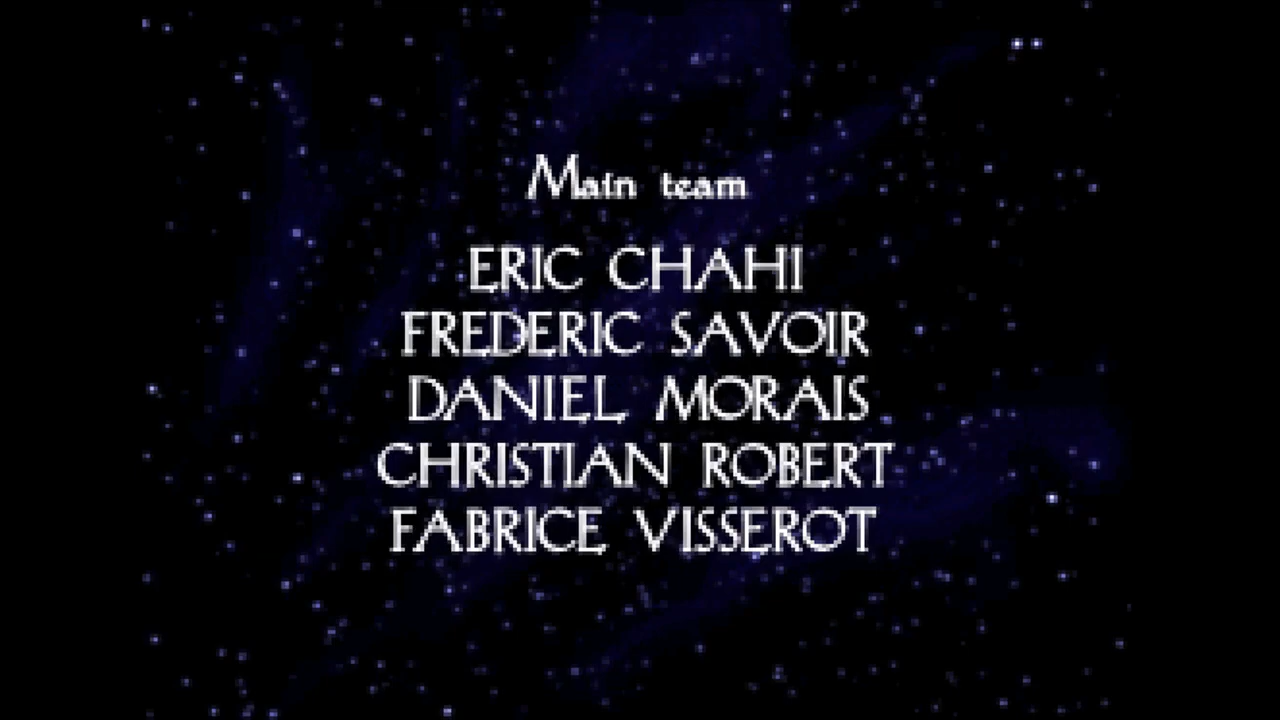 Main team
ERIC CHAHI
FREDERIC SAVOIR
DANIEL MORAIS
CHRISTIAN ROBERT
FABRICE VISSEROT